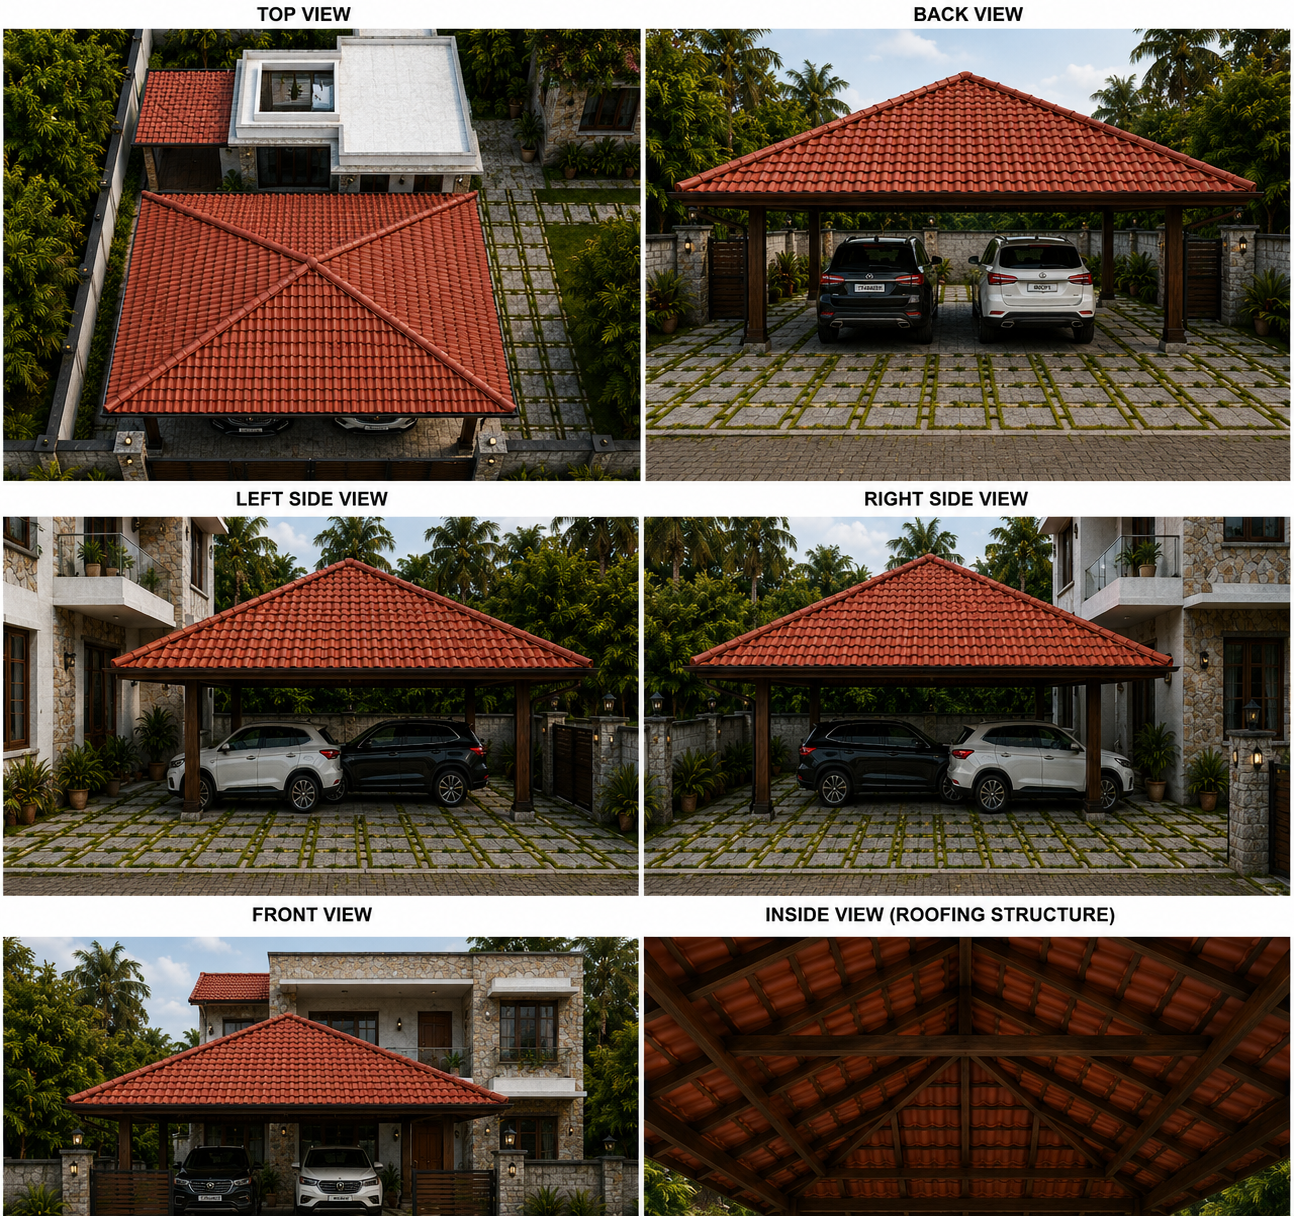 TOP VIEW
BACK VIEW
LEFT SIDE VIEW
RIGHT SIDE VIEW
FRONT VIEW
INSIDE VIEW (ROOFING STRUCTURE)